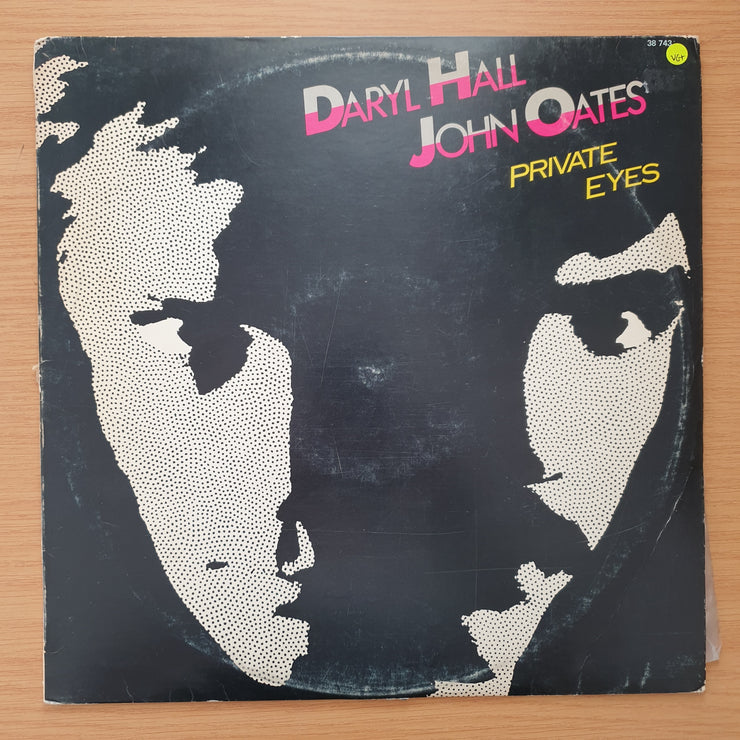 38 743
VG+
DARYL HALL
JOHN OATES
PRIVATE
EYES